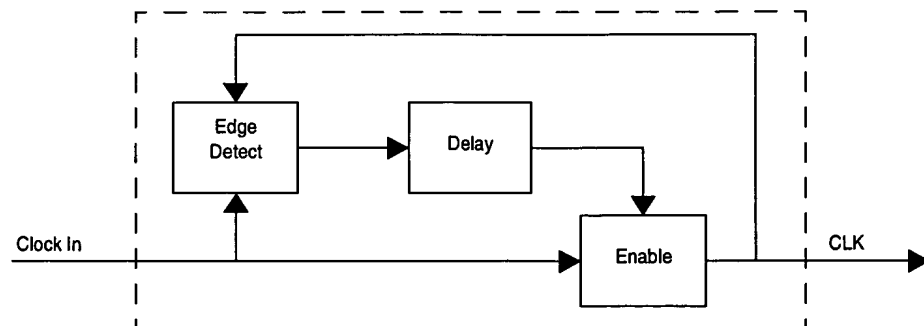 Edge
Detect
Delay
Clock In
Enable
CLK